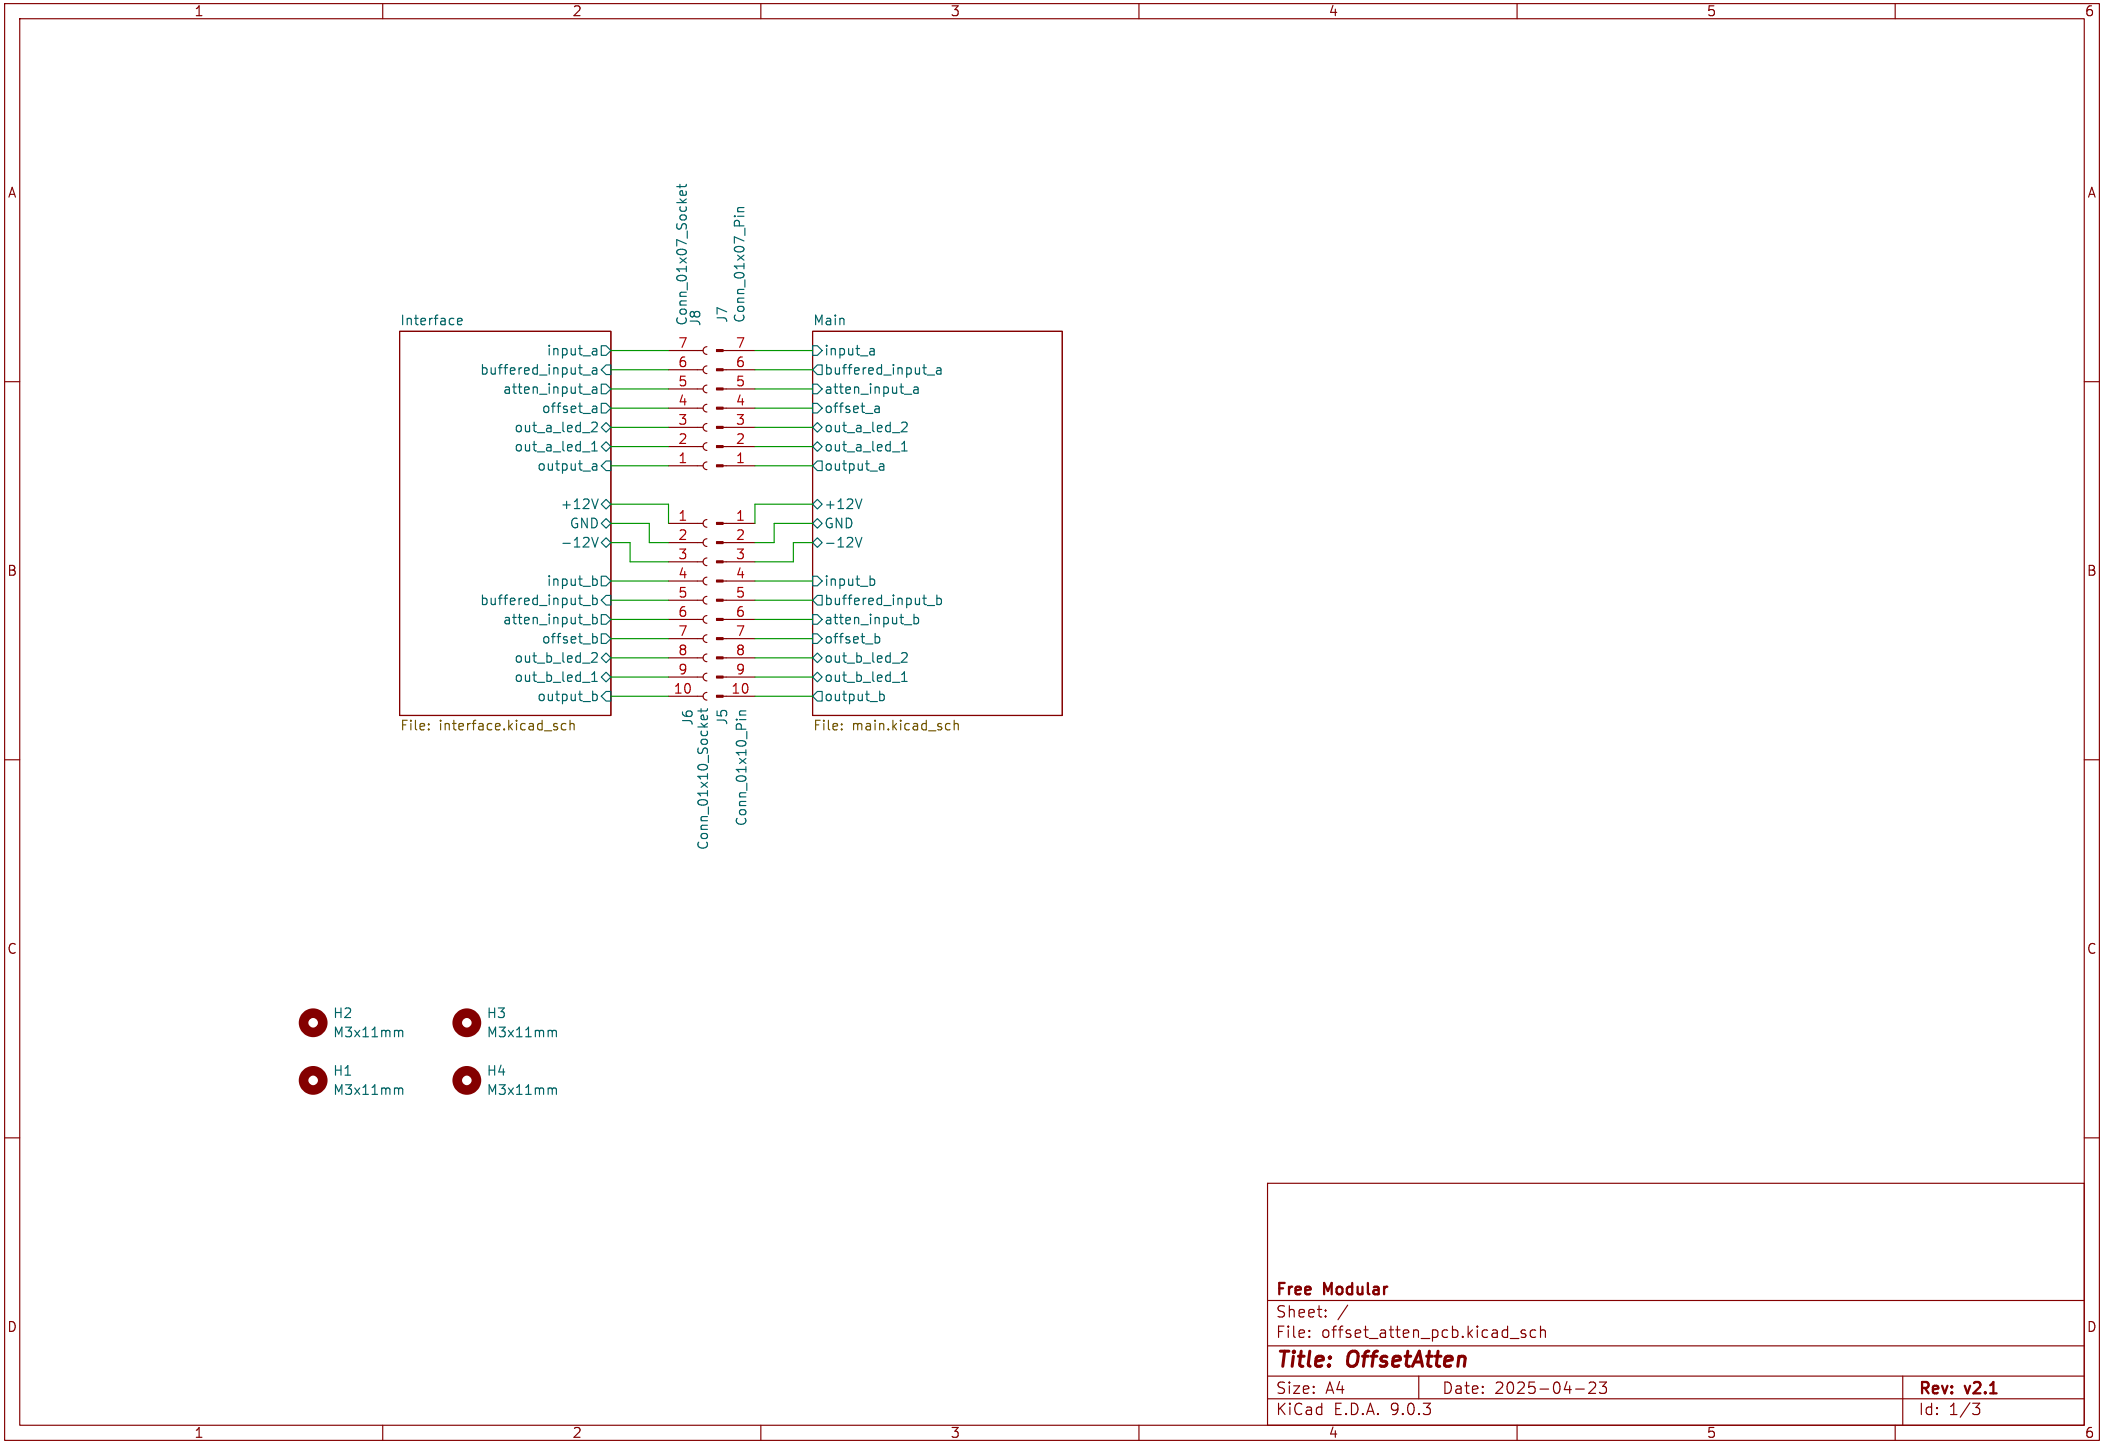 1 2 3 4 5 6
A A
Conn_01x07_Socket
J8
J7
Conn_01x07_Pin
Interface
Main
input_a 7 7 input_a
buffered_input_a 6 6 buffered_input_a
atten_input_a 5 5 atten_input_a
offset_a 4 4 offset_a
out_a_led_2 3 3 out_a_led_2
out_a_led_1 2 2 out_a_led_1
output_a 1 1 output_a
+12V +12V
GND 1 1 GND
-12V 2 2 -12V
3 3
B B
input_b 4 4 input_b
buffered_input_b 5 5 buffered_input_b
atten_input_b 6 6 atten_input_b
offset_b 7 7 offset_b
out_b_led_2 8 8 out_b_led_2
out_b_led_1 9 9 out_b_led_1
output_b 10 10 output_b
File: interface.kicad_sch
File: main.kicad_sch
J6
Conn_01x10_Socket
J5
Conn_01x10_Pin
C C
H2
M3x11mm
H3
M3x11mm
H1
M3x11mm
H4
M3x11mm
D D
Free Modular
Sheet: /
File: offset_atten_pcb.kicad_sch
Title: OffsetAtten
Size: A4 Date: 2025-04-23 Rev: v2.1
KiCad E.D.A. 9.0.3 Id: 1/3
1 2 3 4 5 6